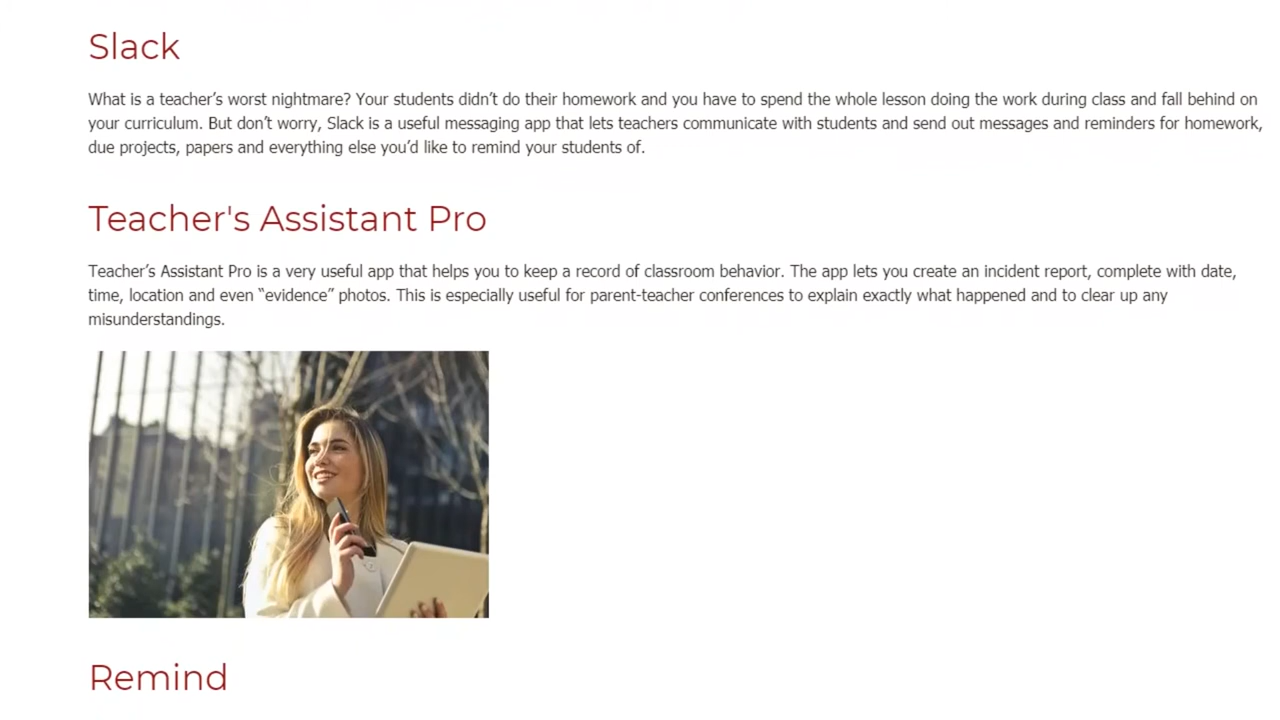 Slack
What is a teacher’s worst nightmare? Your students didn’t do their homework and you have to spend the whole lesson doing the work during class and fall behind on
your curriculum. But don’t worry, Slack is a useful messaging app that lets teachers communicate with students and send out messages and reminders for homework,
due projects, papers and everything else you’d like to remind your students of.
Teacher's Assistant Pro
Teacher’s Assistant Pro is a very useful app that helps you to keep a record of classroom behavior. The app lets you create an incident report, complete with date,
time, location and even “evidence” photos. This is especially useful for parent-teacher conferences to explain exactly what happened and to clear up any
misunderstandings.
Remind